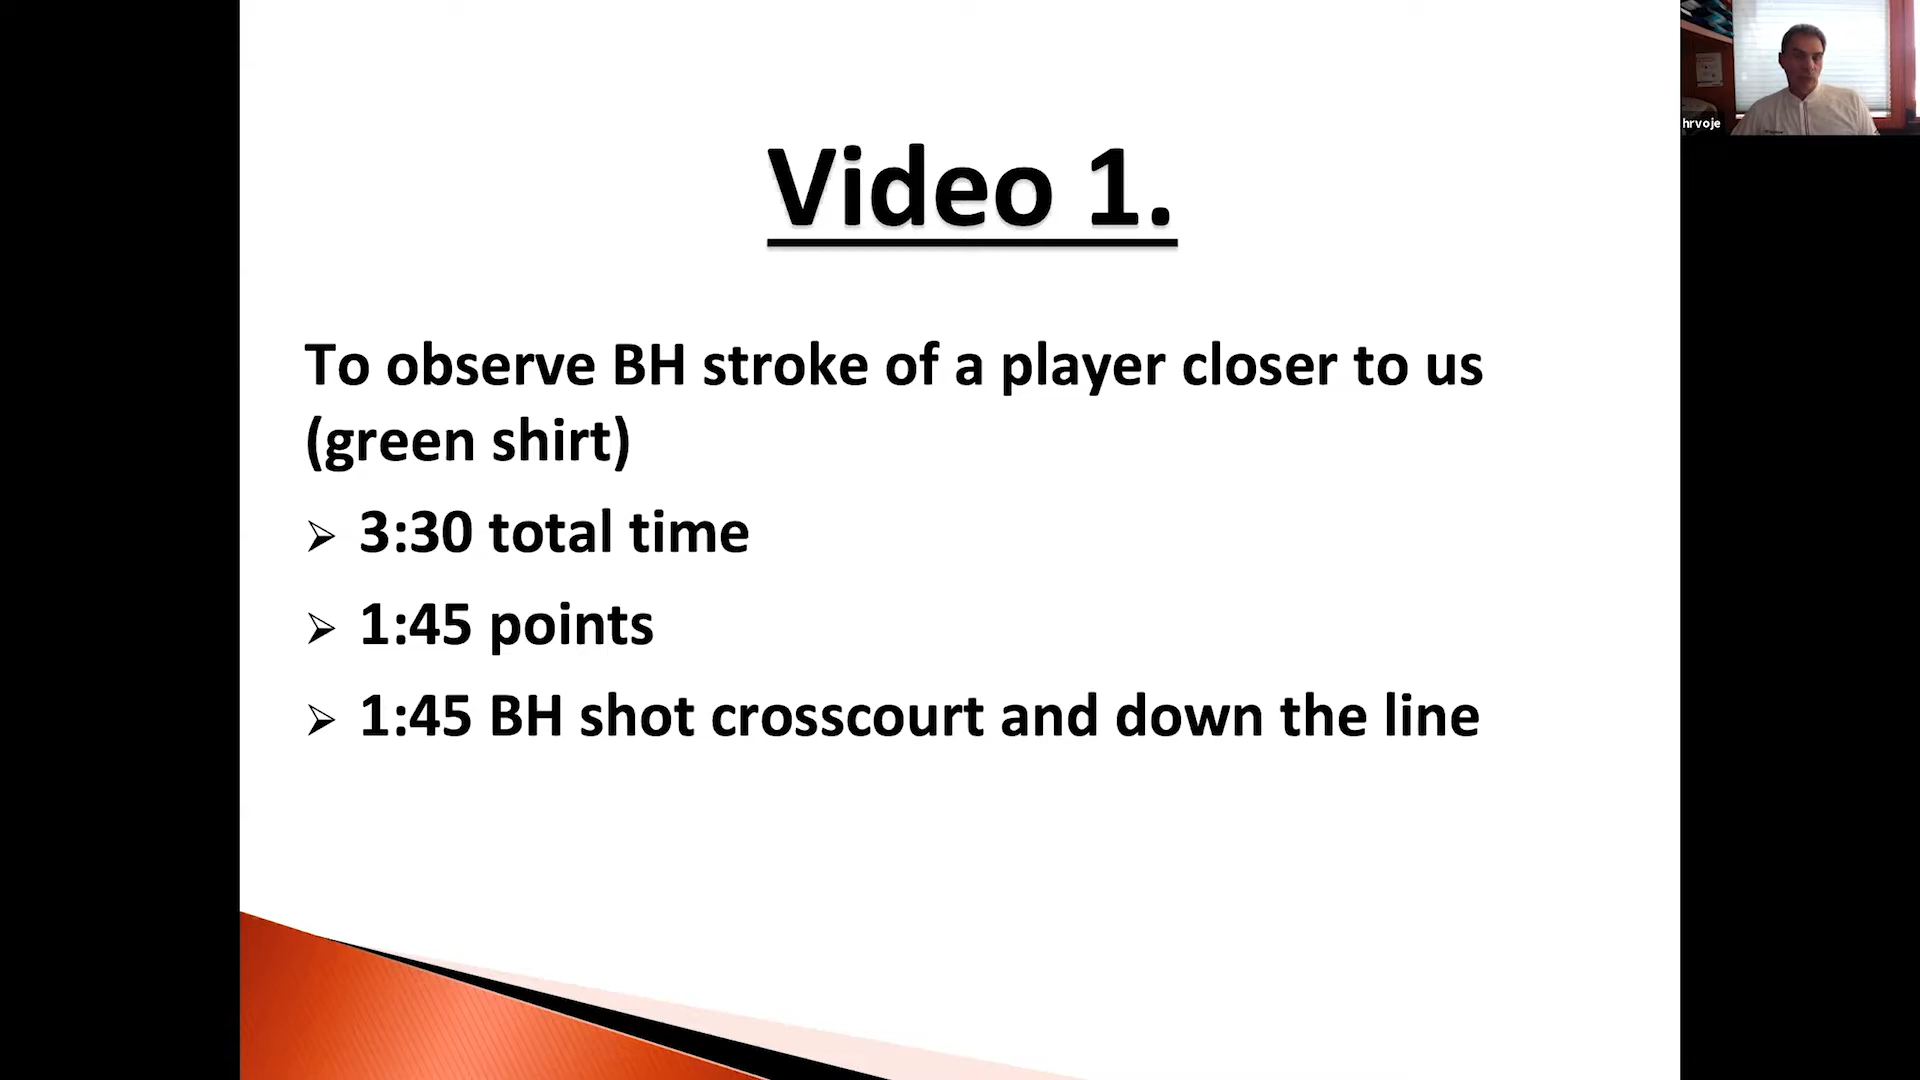 Video 1.
To observe BH stroke of a player closer to us
(green shirt)
➢ 3:30 total time
➢ 1:45 points
➢ 1:45 BH shot crosscourt and down the line
hrvoje